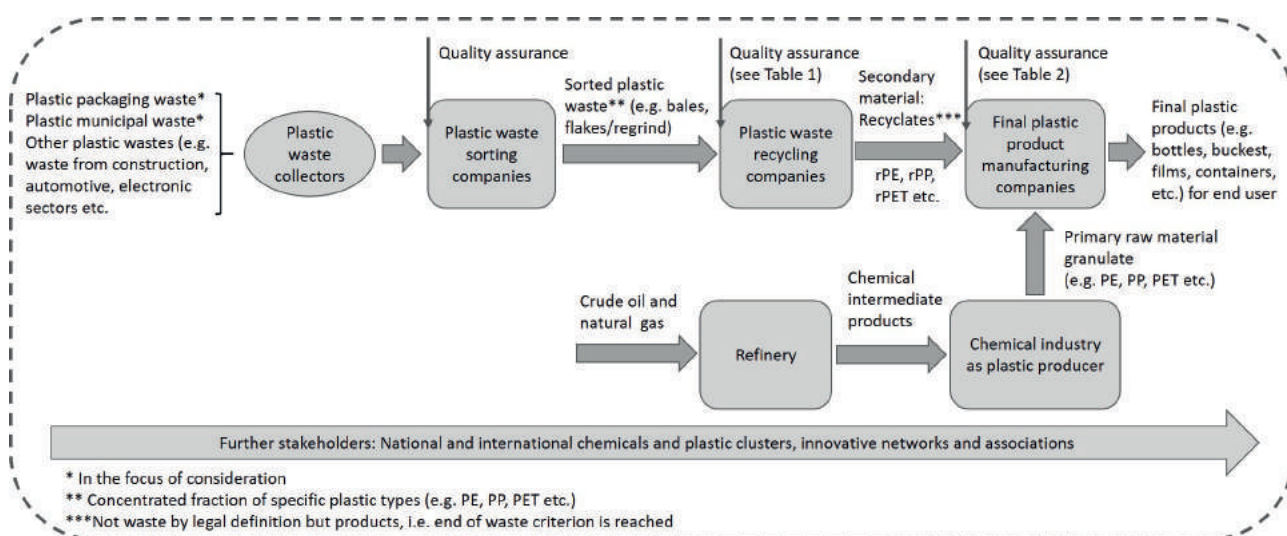 Quality assurance
Quality assurance
(see Table 1)
Quality assurance
(see Table 2)
Plastic packaging waste*
Plastic municipal waste*
Other plastic wastes (e.g.
waste from construction,
automotive, electronic
sectors etc.
Plastic
waste
collectors
Plastic waste
sorting
companies
Sorted plastic
waste** (e.g. bales,
flakes/regrind)
Plastic waste
recycling
companies
Secondary
material:
Recyclates***
rPE, rPP,
rPET etc.
Final plastic
product
manufacturing
companies
Final plastic
products (e.g.
bottles, buckest,
films, containers,
etc.) for end user
Primary raw material
granulate
(e.g. PE, PP, PET etc.)
Crude oil and
natural gas
Refinery
Chemical
intermediate
products
Chemical industry
as plastic producer
Further stakeholders: National and international chemicals and plastic clusters, innovative networks and associations
* In the focus of consideration
** Concentrated fraction of specific plastic types (e.g. PE, PP, PET etc.)
***Not waste by legal definition but products, i.e. end of waste criterion is reached